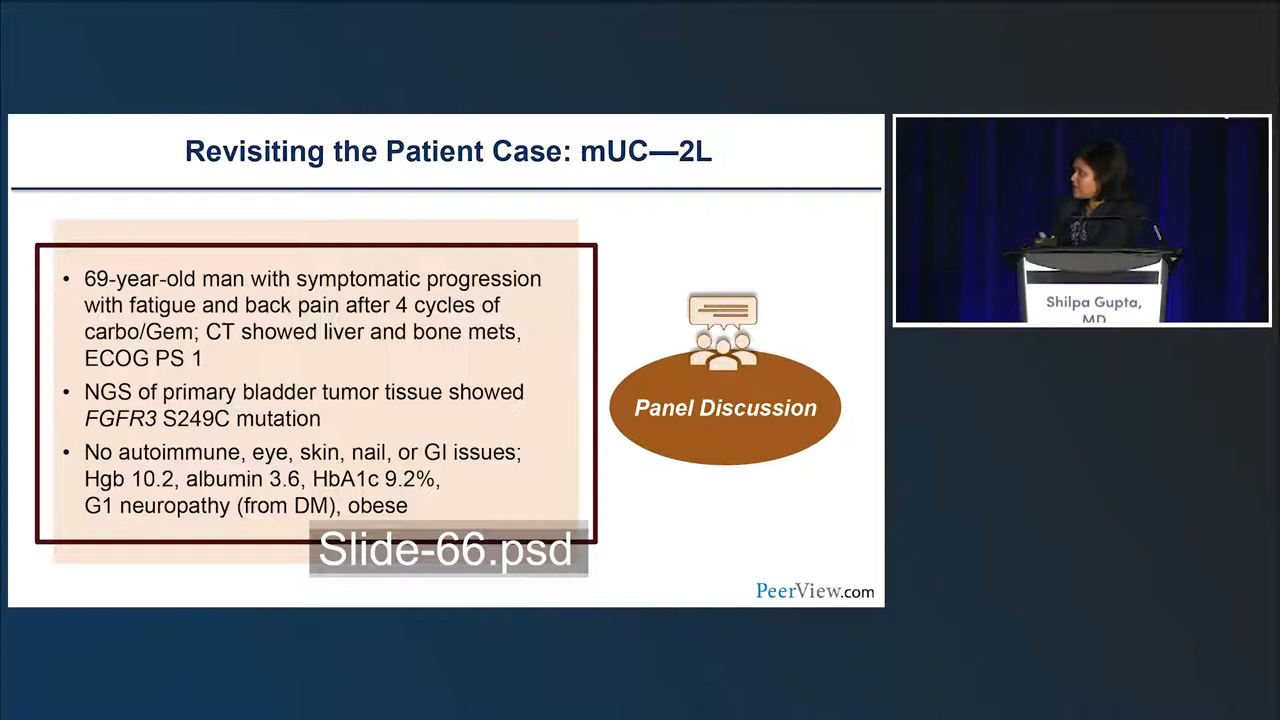 Revisiting the Patient Case: mUC—2L
• 69-year-old man with symptomatic progression
with fatigue and back pain after 4 cycles of
carbo/Gem; CT showed liver and bone mets,
ECOG PS 1
• NGS of primary bladder tumor tissue showed
FGFR3 S249C mutation
• No autoimmune, eye, skin, nail, or GI issues;
Hgb 10.2, albumin 3.6, HbA1c 9.2%,
G1 neuropathy (from DM), obese
Panel Discussion
Slide-66.psd
PeerView.com
Shilpa Gupta,
MD